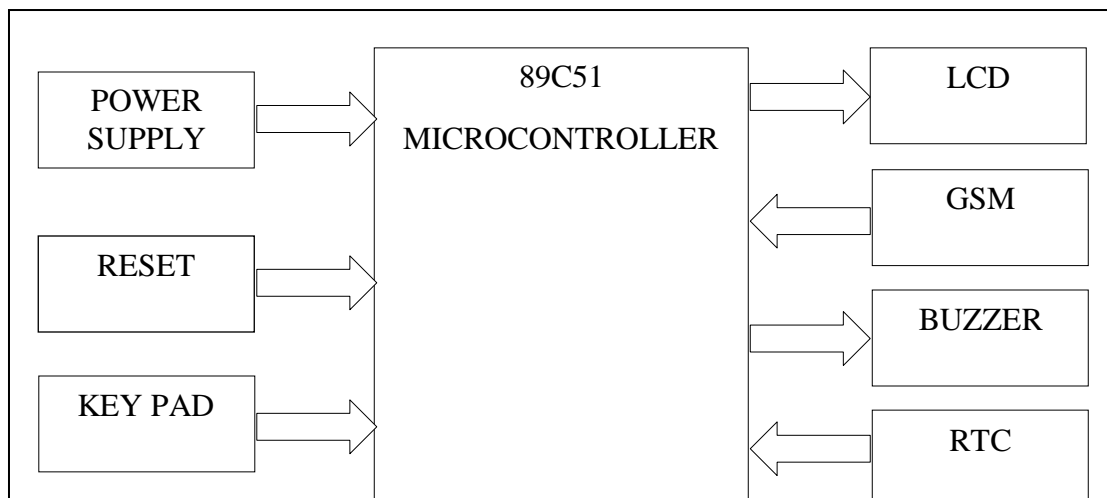 89C51
MICROCONTROLLER
POWER
SUPPLY
RESET
KEY PAD
LCD
GSM
BUZZER
RTC